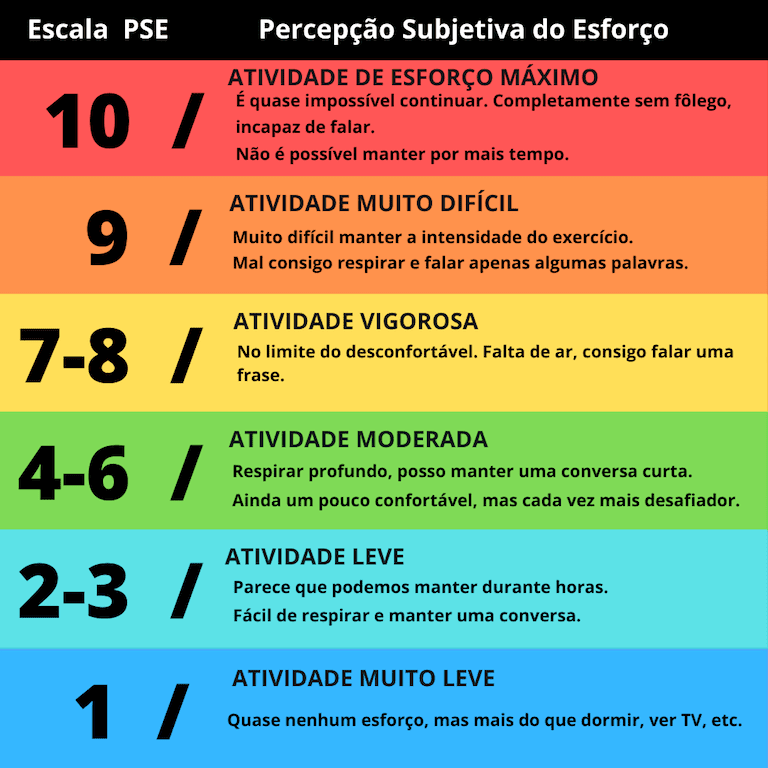 Escala PSE
Percepção Subjetiva do Esforço
10 /
ATIVIDADE DE ESFORÇO MÁXIMO
É quase impossível continuar. Completamente sem fôlego,
incapaz de falar.
Não é possível manter por mais tempo.
9 /
ATIVIDADE MUITO DIFÍCIL
Muito difícil manter a intensidade do exercício.
Mal consigo respirar e falar apenas algumas palavras.
7-8 /
ATIVIDADE VIGOROSA
No limite do desconfortável. Falta de ar, consigo falar uma
frase.
4-6 /
ATIVIDADE MODERADA
Respirar profundo, posso manter uma conversa curta.
Ainda um pouco confortável, mas cada vez mais desafiador.
2-3 /
ATIVIDADE LEVE
Parece que podemos manter durante horas.
Fácil de respirar e manter uma conversa.
1 /
ATIVIDADE MUITO LEVE
Quase nenhum esforço, mas mais do que dormir, ver TV, etc.